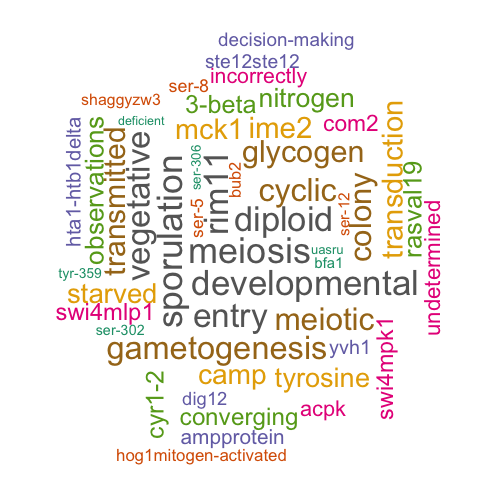 decision-making
ste12ste12
incorrectly
ser-8
shaggyzw3
3-beta
nitrogen
deficient
mck1
ime2
com2
hta1-htb1delta
observations
transmitted
vegetative
sporulation
ser-306
ser-5
rim11
bub2
glycogen
cyclic
diploid
ser-12
colony
transduction
rasval19
undetermined
meiosis
uasru
bfa1
tyr-359
developmental
starved
swi4mlp1
ser-302
entry
meiotic
gametogenesis
yvh1
swi4mpk1
cyr1-2
camp
tyrosine
dig12
acpk
converging
ampprotein
hog1mitogen-activated